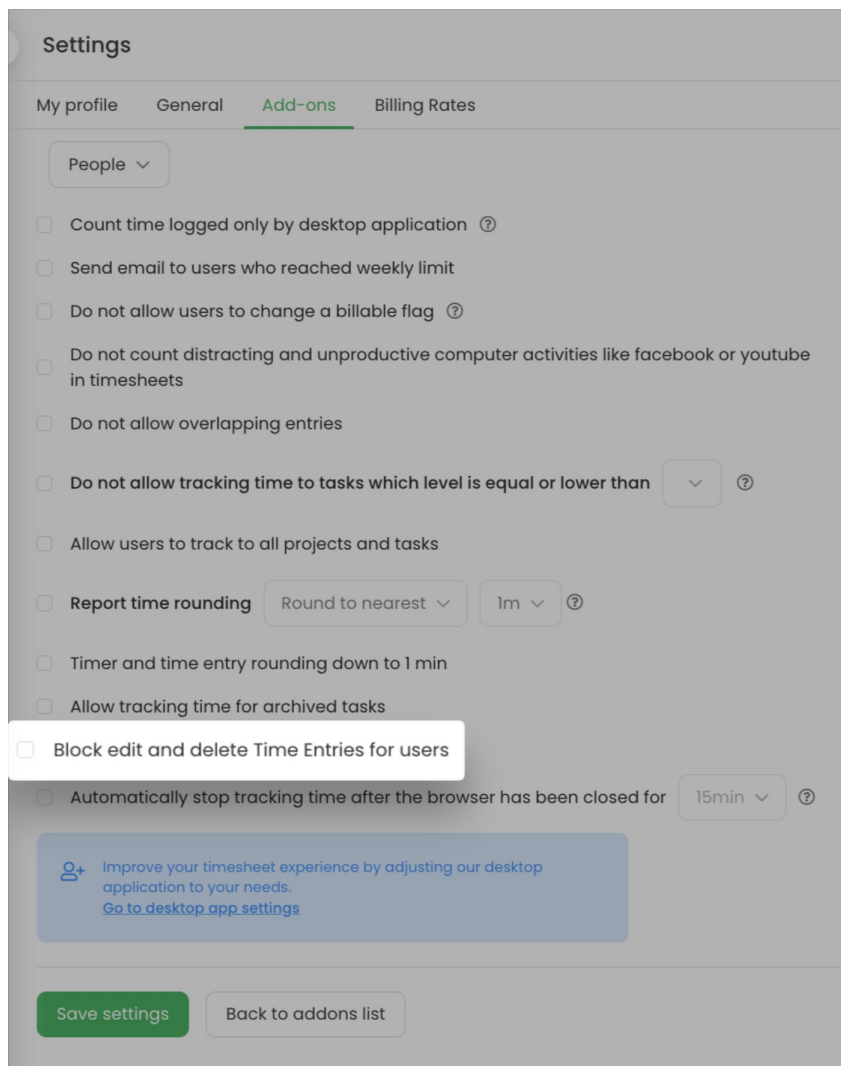 Settings
My profile General Add-ons Billing Rates
People
Count time logged only by desktop application ?
Send email to users who reached weekly limit
Do not allow users to change a billable flag ?
Do not count distracting and unproductive computer activities like facebook or youtube
in timesheets
Do not allow overlapping entries
Do not allow tracking time to tasks which level is equal or lower than ?
Allow users to track to all projects and tasks
Report time rounding Round to nearest 1m ?
Timer and time entry rounding down to 1 min
Allow tracking time for archived tasks
Block edit and delete Time Entries for users
Automatically stop tracking time after the browser has been closed for 15min ?
Improve your timesheet experience by adjusting our desktop
application to your needs.
Go to desktop app settings
Save settings Back to addons list